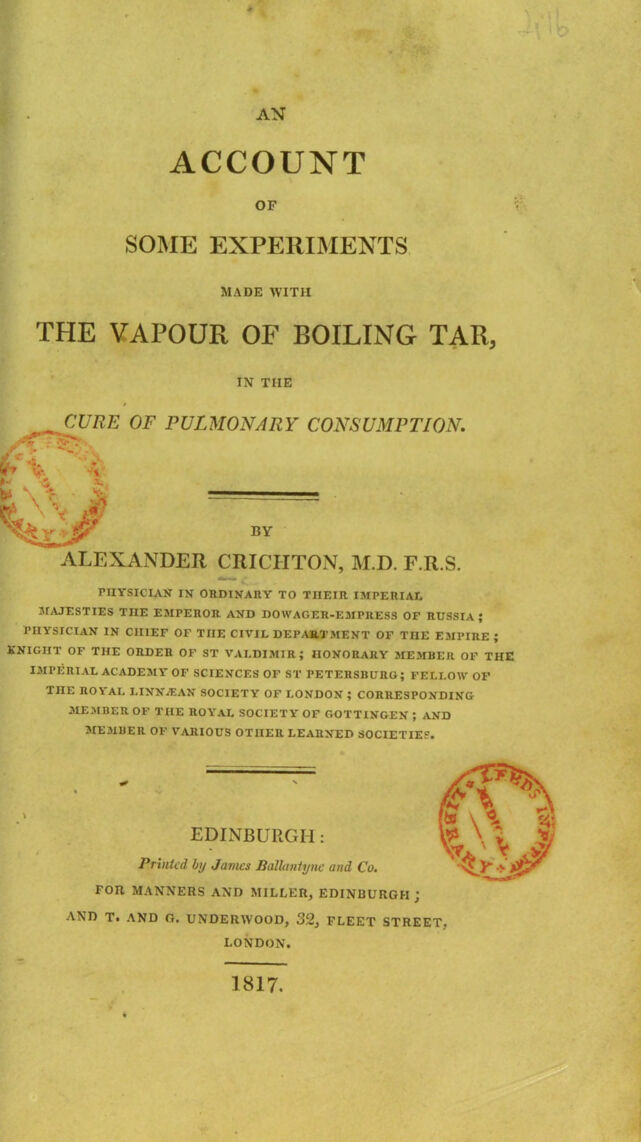 AN
ACCOUNT
OF
SOME EXPERIMENTS
MADE WITH
THE VAPOUR OF BOILING TAR,
IN THE
CURE OF PULMONARY CONSUMPTION.
BY
ALEXANDER CRICHTON, M.D. F.R.S.
PHYSICIAN IN ORDINARY TO THEIR IMPERIAL
MAJESTIES THE EMPEROR AND DOWAGER-EMPRESS OF RUSSIA;
PHYSICIAN IN CHIEF OF THE CIVIL DEPARTMENT OF THE EMPIRE;
KNIGHT OF THE ORDER OF ST VALDIMIR; HONORARY MEMBER OF THE
IMPERIAL ACADEMY OF SCIENCES OF ST PETERSBURG; FELLOW OF
THE ROYAL LINNÆAN SOCIETY OF LONDON; CORRESPONDING
MEMBER OF THE ROYAL SOCIETY OF GOTTINGEN; AND
MEMBER OF VARIOUS OTHER LEARNED SOCIETIES.
LEEDS
MEDICAL
LIBRARY
EDINBURGH:
Printed by James Ballantyne and Co.
FOR MANNERS AND MILLER, EDINBURGH;
AND T. AND G. UNDERWOOD, 32, FLEET STREET,
LONDON.
1817.